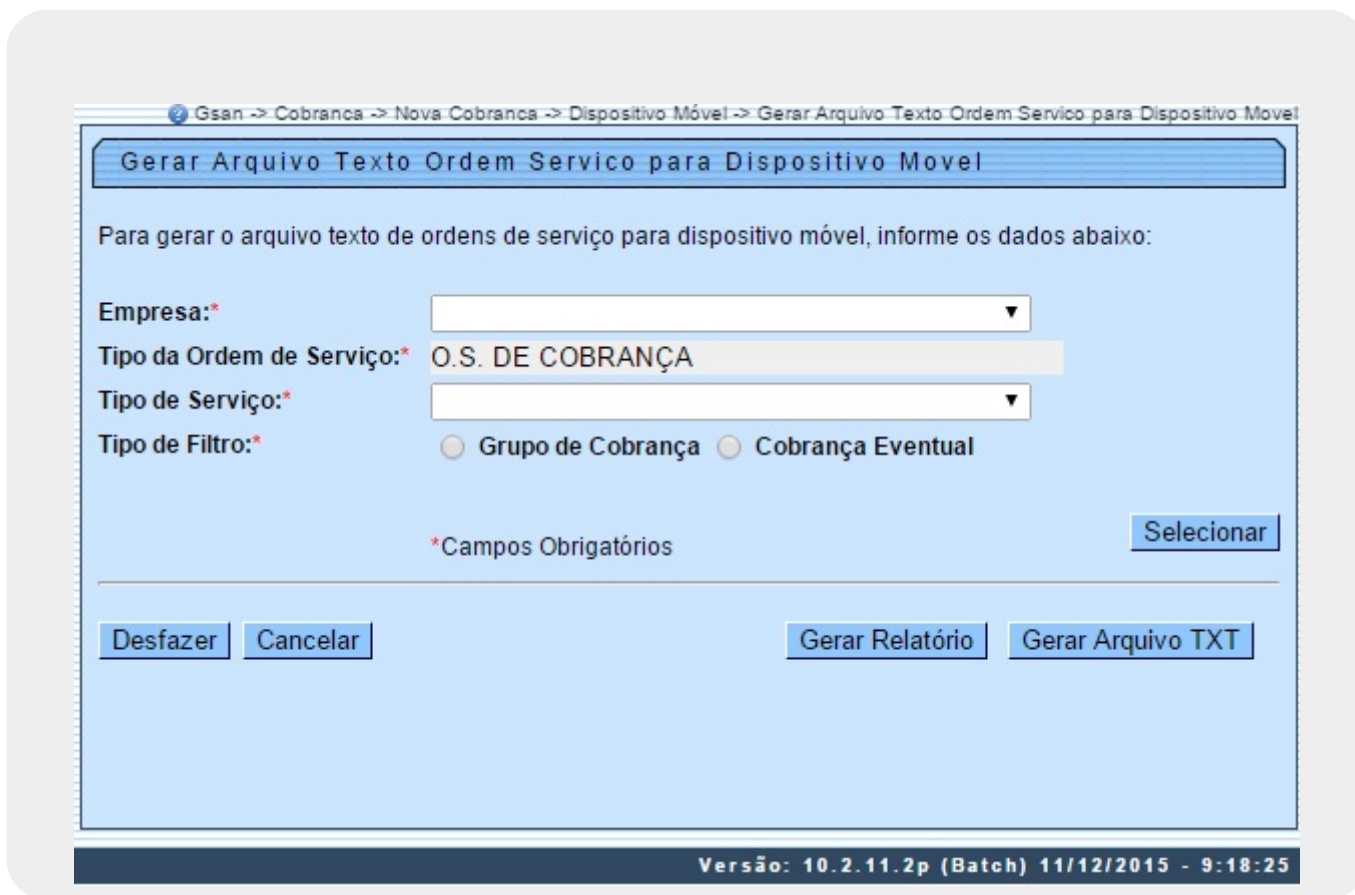 Gsan -> Cobranca -> Nova Cobranca -> Dispositivo Móvel -> Gerar Arquivo Texto Ordem Servico para Dispositivo Movel
Gerar Arquivo Texto Ordem Servico para Dispositivo Movel
Para gerar o arquivo texto de ordens de serviço para dispositivo móvel, informe os dados abaixo:
Empresa:*
Tipo da Ordem de Serviço:* O.S. DE COBRANÇA
Tipo de Serviço:*
Tipo de Filtro:* Grupo de Cobrança Cobrança Eventual
Selecionar
*Campos Obrigatórios
Desfazer Cancelar Gerar Relatório Gerar Arquivo TXT
Versão: 10.2.11.2p (Batch) 11/12/2015 - 9:18:25